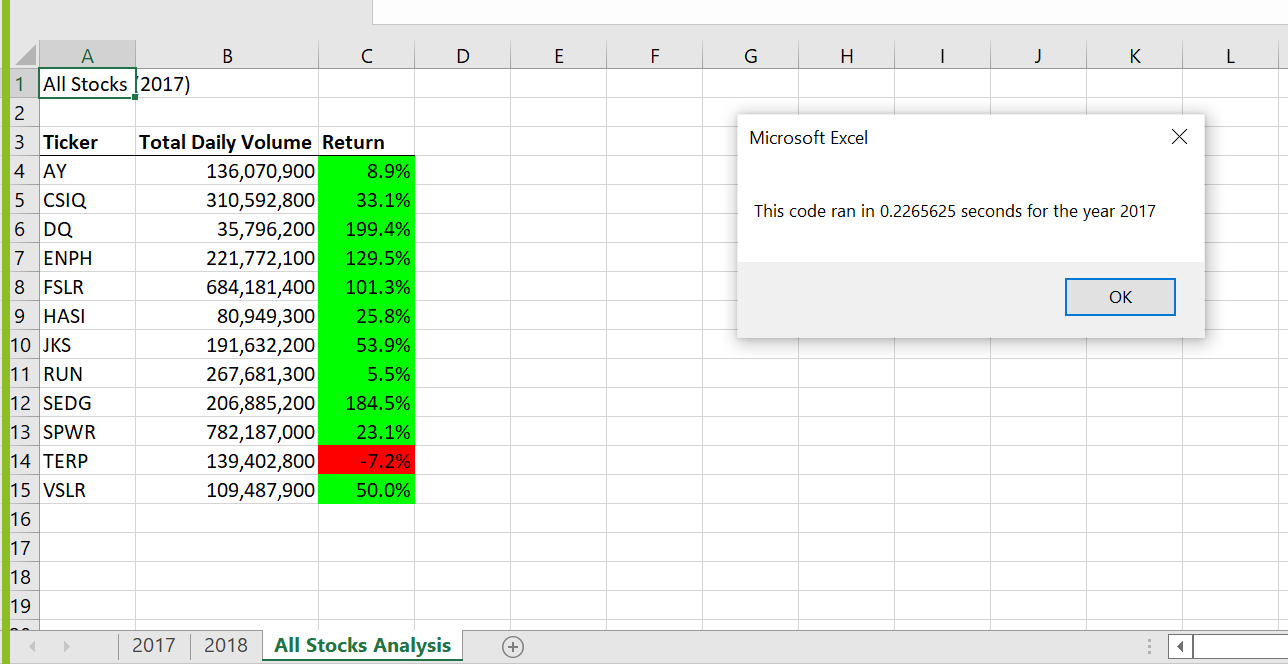 A B C D E F G H I J K L
1 All Stocks (2017)
2
3 Ticker Total Daily Volume Return
4 AY 136,070,900 8.9%
5 CSIQ 310,592,800 33.1%
6 DQ 35,796,200 199.4%
7 ENPH 221,772,100 129.5%
8 FSLR 684,181,400 101.3%
9 HASI 80,949,300 25.8%
10 JKS 191,632,200 53.9%
11 RUN 267,681,300 5.5%
12 SEDG 206,885,200 184.5%
13 SPWR 782,187,000 23.1%
14 TERP 139,402,800 -7.2%
15 VSLR 109,487,900 50.0%
16
17
18
19
Microsoft Excel
This code ran in 0.2265625 seconds for the year 2017
OK
2017 2018 All Stocks Analysis